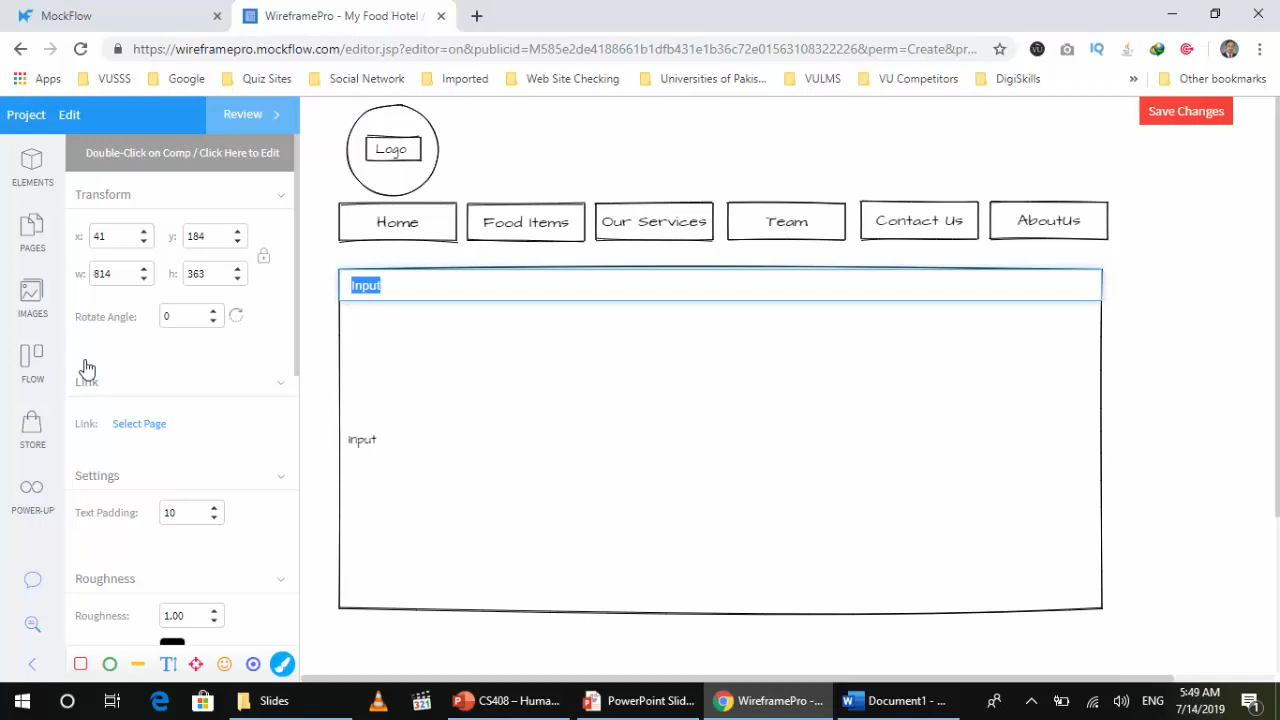 MockFlow
WireframePro - My Food Hotel /
https://wireframepro.mockflow.com/editor.jsp?editor=on&publicid=M585e2de4188661b1dfb431e1b36c72e01563108322226&perm=Create&pr...
Apps VUSSS Google Quiz Sites Social Network Imported Web Site Checking Universities of Pakis... VULMS VU Competitors DigiSkills » Other bookmarks
Project Edit Review
Save Changes
Double-Click on Comp / Click Here to Edit
ELEMENTS
PAGES
IMAGES
FLOW
STORE
POWER-UP
Transform
x: 41 y: 184
w: 814 h: 363
Rotate Angle: 0
Link
Link: Select Page
Settings
Text Padding: 10
Roughness
Roughness: 1.00
Logo
Home Food Items Our Services Team Contact Us AboutUs
Input
Input
Slides
321
CS408 – Huma...
PowerPoint Slid...
WireframePro -...
Document1 - ...
ENG
5:49 AM
7/14/2019
1